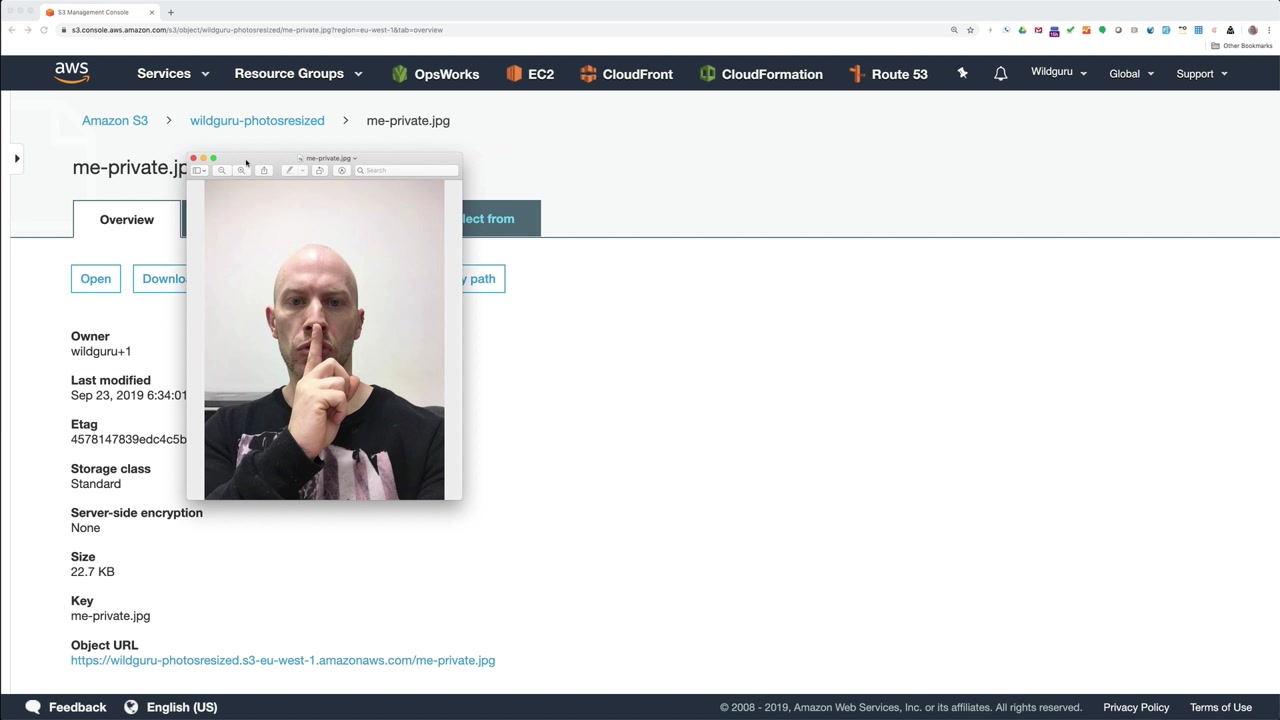 S3 Management Console
s3.console.aws.amazon.com/s3/object/wildguru-photosresized/me-private.jpg?region=eu-west-1&tab=overview
Other Bookmarks
aws Services Resource Groups OpsWorks EC2 CloudFront CloudFormation Route 53 Wildguru Global Support
Amazon S3 > wildguru-photosresized > me-private.jpg
me-private.jp
me-private.jpg
Search
Overview
lect from
Open
Downlo
y path
Owner
wildguru+1
Last modified
Sep 23, 2019 6:34:01
Etag
4578147839edc4c5b
Storage class
Standard
Server-side encryption
None
Size
22.7 KB
Key
me-private.jpg
Object URL
https://wildguru-photosresized.s3-eu-west-1.amazonaws.com/me-private.jpg
Feedback English (US) © 2008 - 2019, Amazon Web Services, Inc. or its affiliates. All rights reserved. Privacy Policy Terms of Use